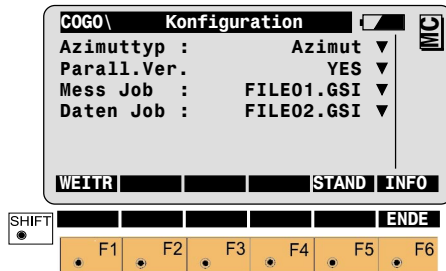 COGO\ Konfiguration MC
Azimuttyp : Azimut ▼
Parall.Ver. YES ▼
Mess Job : FILE01.GSI ▼
Daten Job : FILE02.GSI ▼
WEITR STAND INFO
SHIFT ENDE
F1 F2 F3 F4 F5 F6